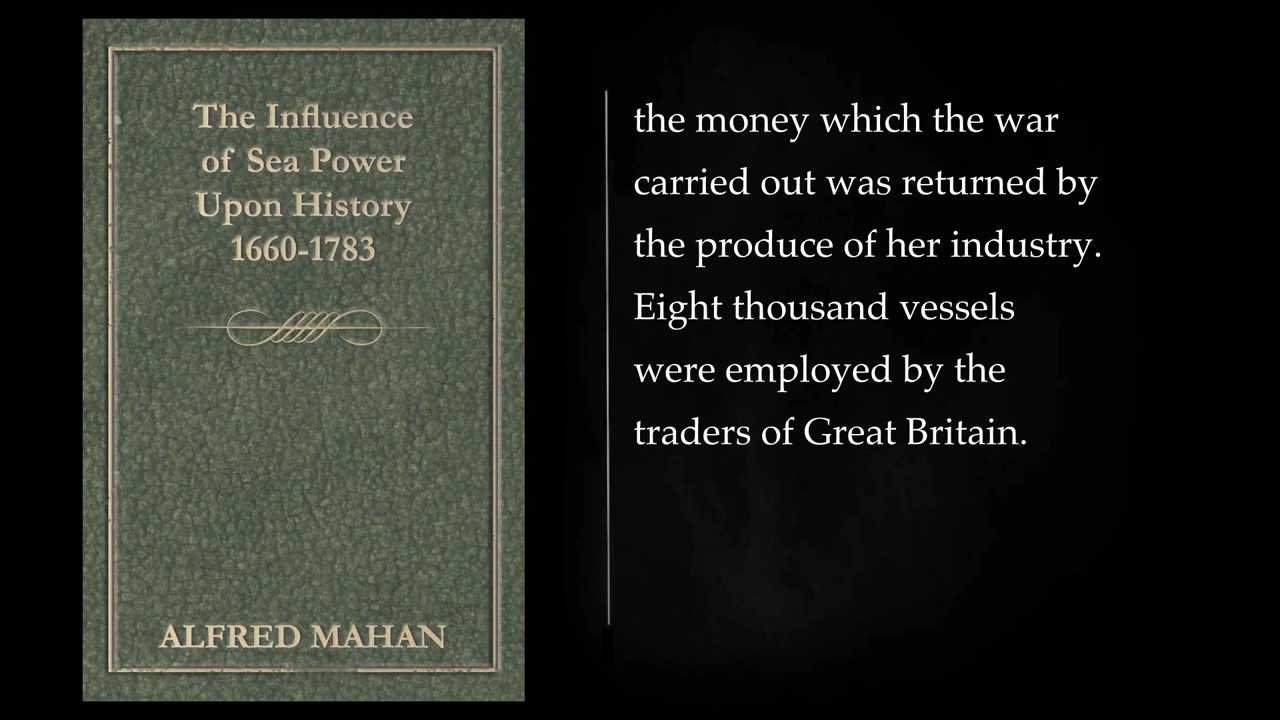 The Influence
of Sea Power
Upon History
1660-1783
ALFRED MAHAN
the money which the war
carried out was returned by
the produce of her industry.
Eight thousand vessels
were employed by the
traders of Great Britain.